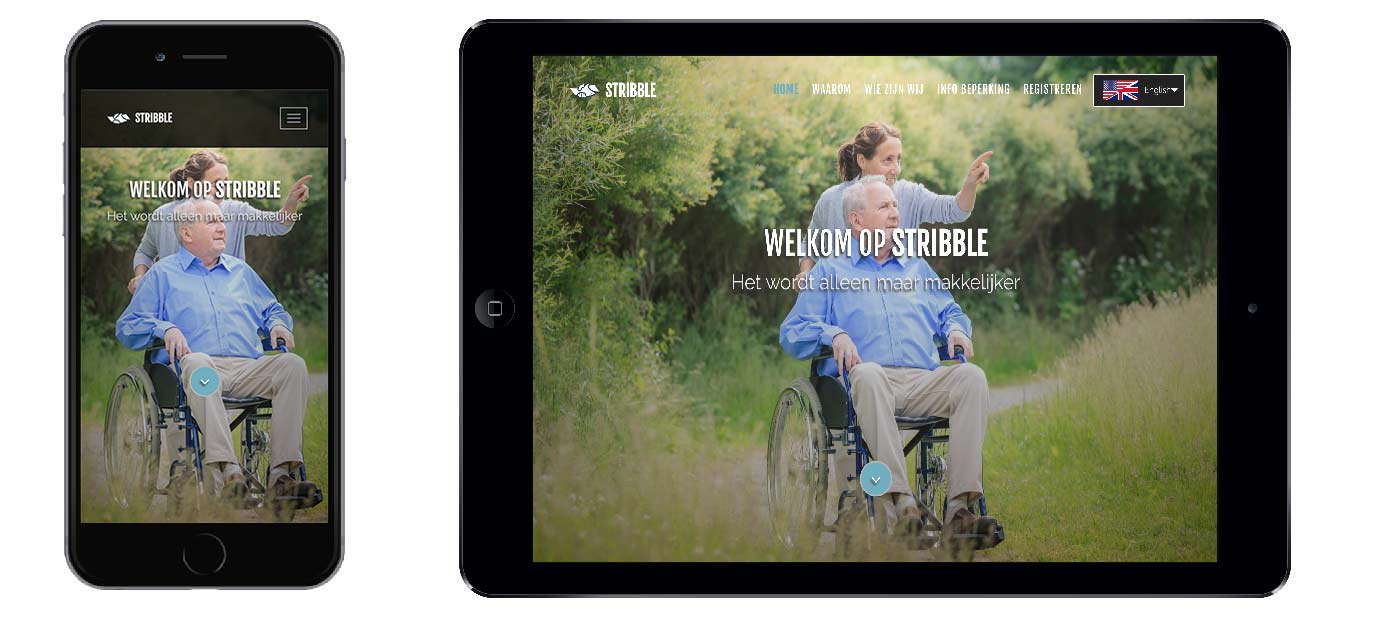 STRIBBLE
WELKOM OP STRIBBLE
Het wordt alleen maar makkelijker
STRIBBLE HOME WAAROM WIE ZIJN WIJ INFO BEPERKING REGISTREREN English
WELKOM OP STRIBBLE
Het wordt alleen maar makkelijker